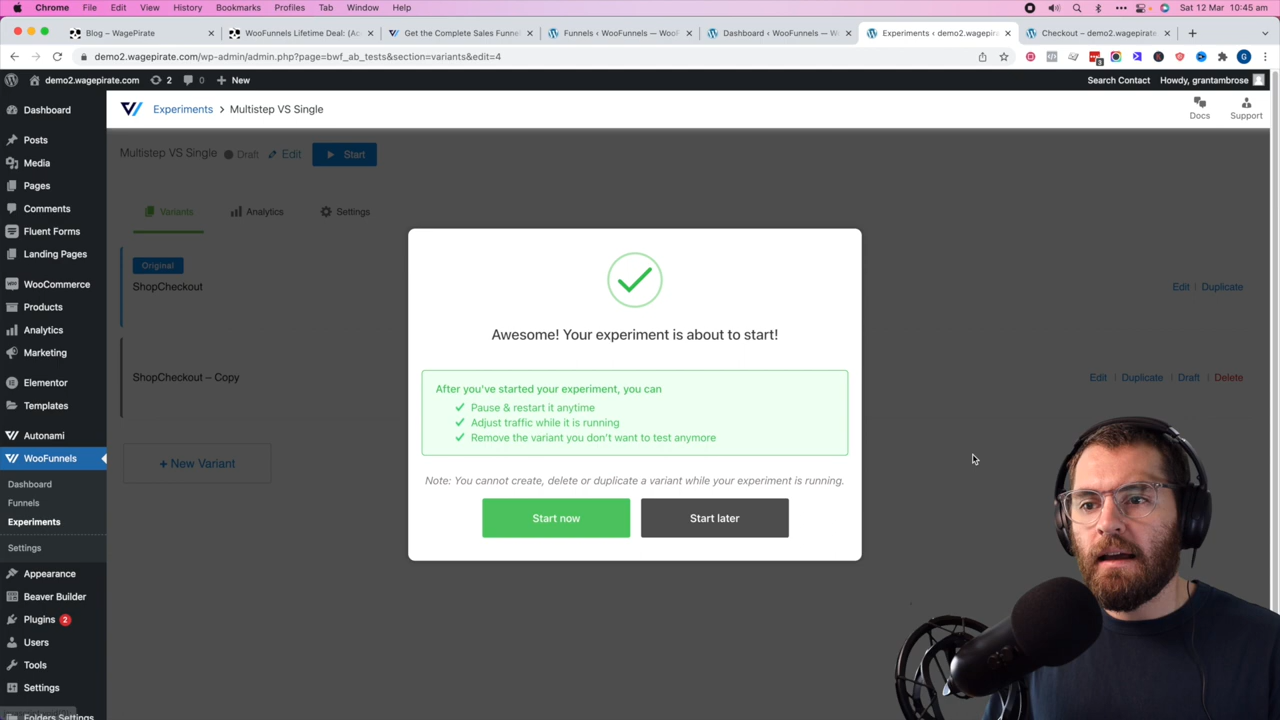 Chrome File Edit View History Bookmarks Profiles Tab Window Help Sat 12 Mar 10:45 am
Blog – WagePirate × WooFunnels Lifetime Deal: (Ac × Get the Complete Sales Funnel × Funnels ‹ WooFunnels — WooF × Dashboard ‹ WooFunnels — W × Experiments ‹ demo2.wagepira × Checkout – demo2.wagepirate. ×
demo2.wagepirate.com/wp-admin/admin.php?page=bwf_ab_tests&section=variants&edit=4
demo2.wagepirate.com 2 0 + New Search Contact Howdy, grantambrose
Experiments > Multistep VS Single
Docs
Support
Multistep VS Single Draft Edit Start
Variants Analytics Settings
Original
ShopCheckout
Edit | Duplicate
ShopCheckout – Copy
Edit | Duplicate | Draft | Delete
+ New Variant
Awesome! Your experiment is about to start!
After you've started your experiment, you can
Pause & restart it anytime
Adjust traffic while it is running
Remove the variant you don't want to test anymore
Note: You cannot create, delete or duplicate a variant while your experiment is running.
Start now
Start later
Dashboard
Posts
Media
Pages
Comments
Fluent Forms
Landing Pages
WooCommerce
Products
Analytics
Marketing
Elementor
Templates
Autonami
WooFunnels
Dashboard
Funnels
Experiments
Settings
Appearance
Beaver Builder
Plugins 2
Users
Tools
Settings
Folders Settings